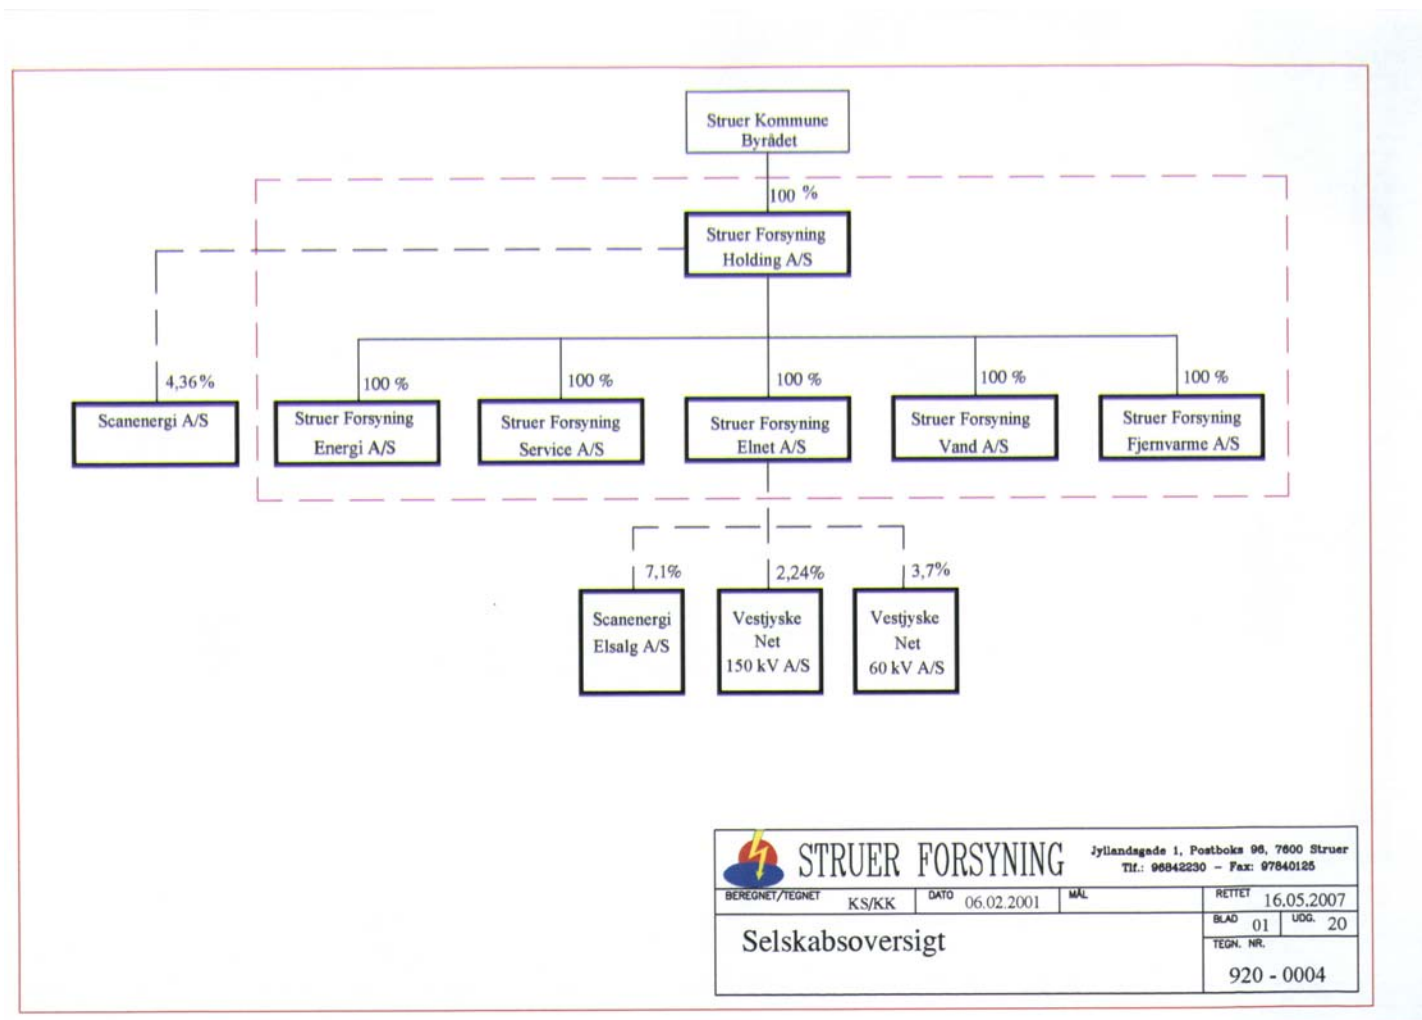 Struer Kommune
Byrådet
100 %
Struer Forsyning
Holding A/S
4,36%
100 %
100 %
100 %
100 %
100 %
Scanenergi A/S
Struer Forsyning
Energi A/S
Struer Forsyning
Service A/S
Struer Forsyning
Elnet A/S
Struer Forsyning
Vand A/S
Struer Forsyning
Fjernvarme A/S
7,1%
2,24%
3,7%
Scanenergi
Elsalg A/S
Vestjyske
Net
150 kV A/S
Vestjyske
Net
60 kV A/S
STRUER FORSYNING
Jyllandsgade 1, Postboks 96, 7600 Struer
Tlf.: 96842230 - Fax: 97840125
BEREGNET/TEGNET KS/KK
DATO 06.02.2001
MÅL
RETTET 16.05.2007
Selskabsoversigt
BLAD 01
UDG. 20
TEGN. NR.
920 - 0004